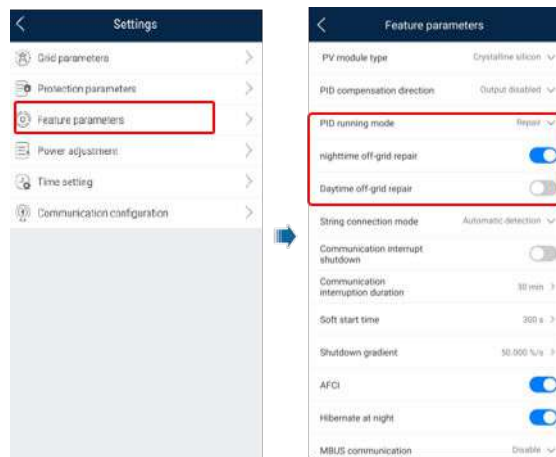 Settings
Grid parameters
Protection parameters
Feature parameters
Power adjustment
Time setting
Communication configuration
Feature parameters
PV module type
Crystalline silicon
PID compensation direction
Output disabled
PID running mode
Repair
nighttime off-grid repair
Daytime off-grid repair
String connection mode
Automatic detection
Communication interrupt
shutdown
Communication
interruption duration
30 min
Soft start time
300 s
Shutdown gradient
50.000 %/s
AFCI
Hibernate at night
MBUS communication
Disable